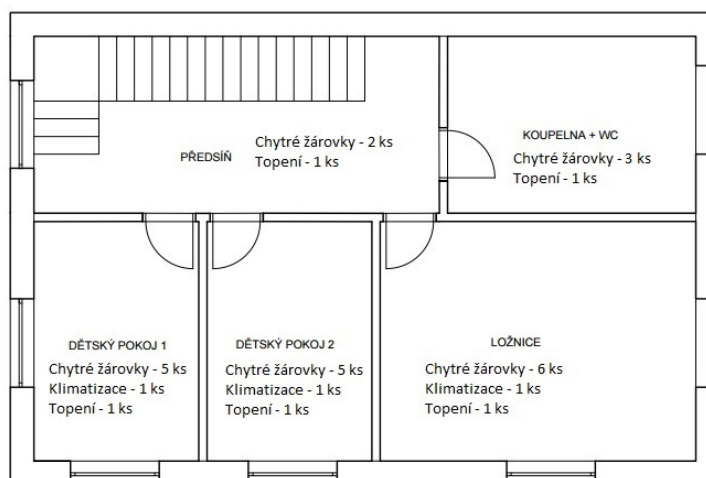 PŘEDSÍŇ
Chytré žárovky - 2 ks
Topení - 1 ks
KOUPELNA + WC
Chytré žárovky - 3 ks
Topení - 1 ks
DĚTSKÝ POKOJ 1
Chytré žárovky - 5 ks
Klimatizace - 1 ks
Topení - 1 ks
DĚTSKÝ POKOJ 2
Chytré žárovky - 5 ks
Klimatizace - 1 ks
Topení - 1 ks
LOŽNICE
Chytré žárovky - 6 ks
Klimatizace - 1 ks
Topení - 1 ks